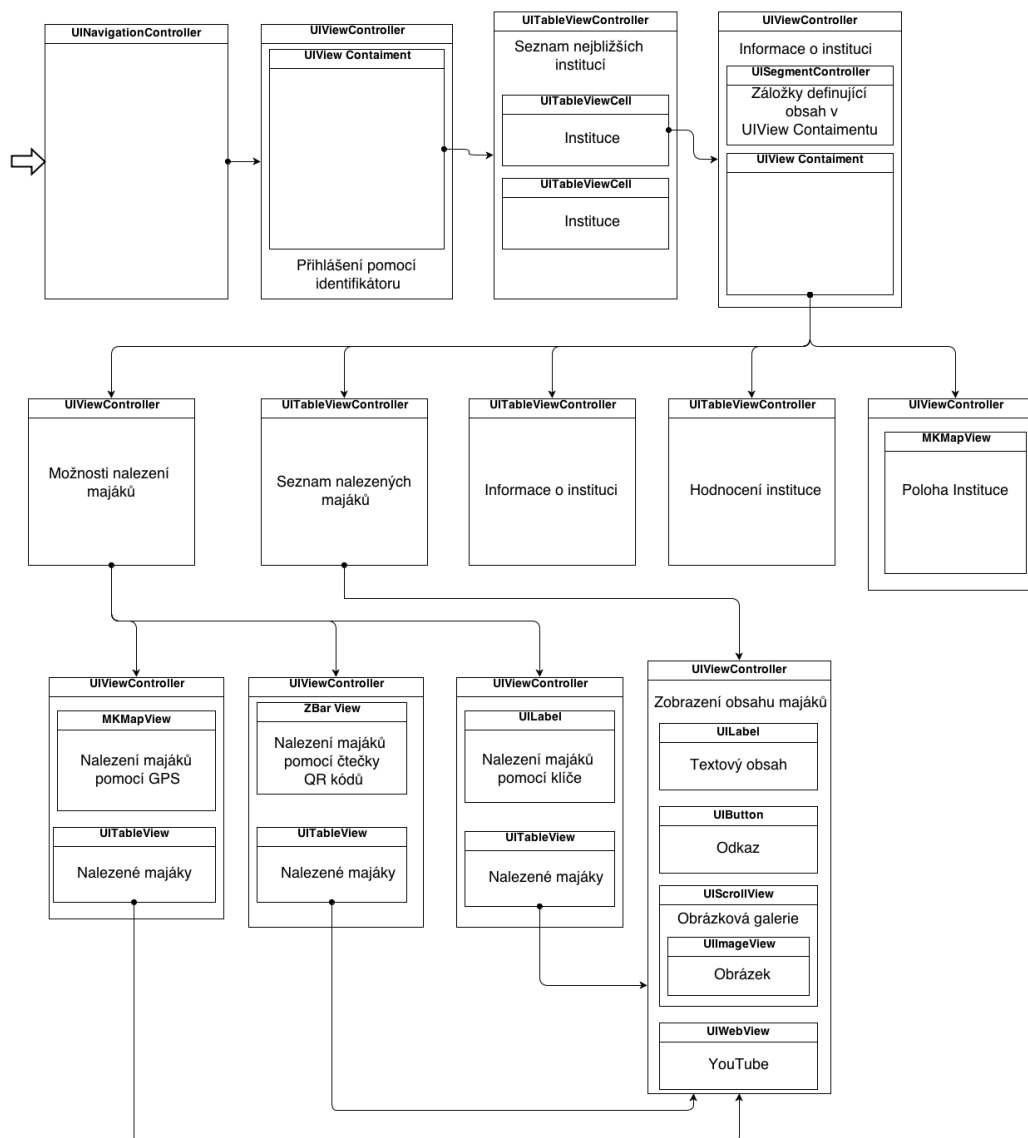 UINavigationController
UIViewController
UIView Contaiment
Přihlášení pomocí
identifikátoru
UITableViewController
Seznam nejbližších
institucí
UITableViewCell
Instituce
UITableViewCell
Instituce
UIViewController
Informace o instituci
UISegmentController
Záložky definující
obsah v
UIView Contaimentu
UIView Contaiment
UIViewController
Možnosti nalezení
majáků
UITableViewController
Seznam nalezených
majáků
UITableViewController
Informace o instituci
UITableViewController
Hodnocení instituce
UIViewController
MKMapView
Poloha Instituce
UIViewController
MKMapView
Nalezení majáků
pomocí GPS
UITableView
Nalezené majáky
UIViewController
ZBar View
Nalezení majáků
pomocí čtečky
QR kódů
UITableView
Nalezené majáky
UIViewController
UILabel
Nalezení majáků
pomocí klíče
UITableView
Nalezené majáky
UIViewController
Zobrazení obsahu majáků
UILabel
Textový obsah
UIButton
Odkaz
UIScrollView
Obrázková galerie
UIImageView
Obrázek
UIWebView
YouTube